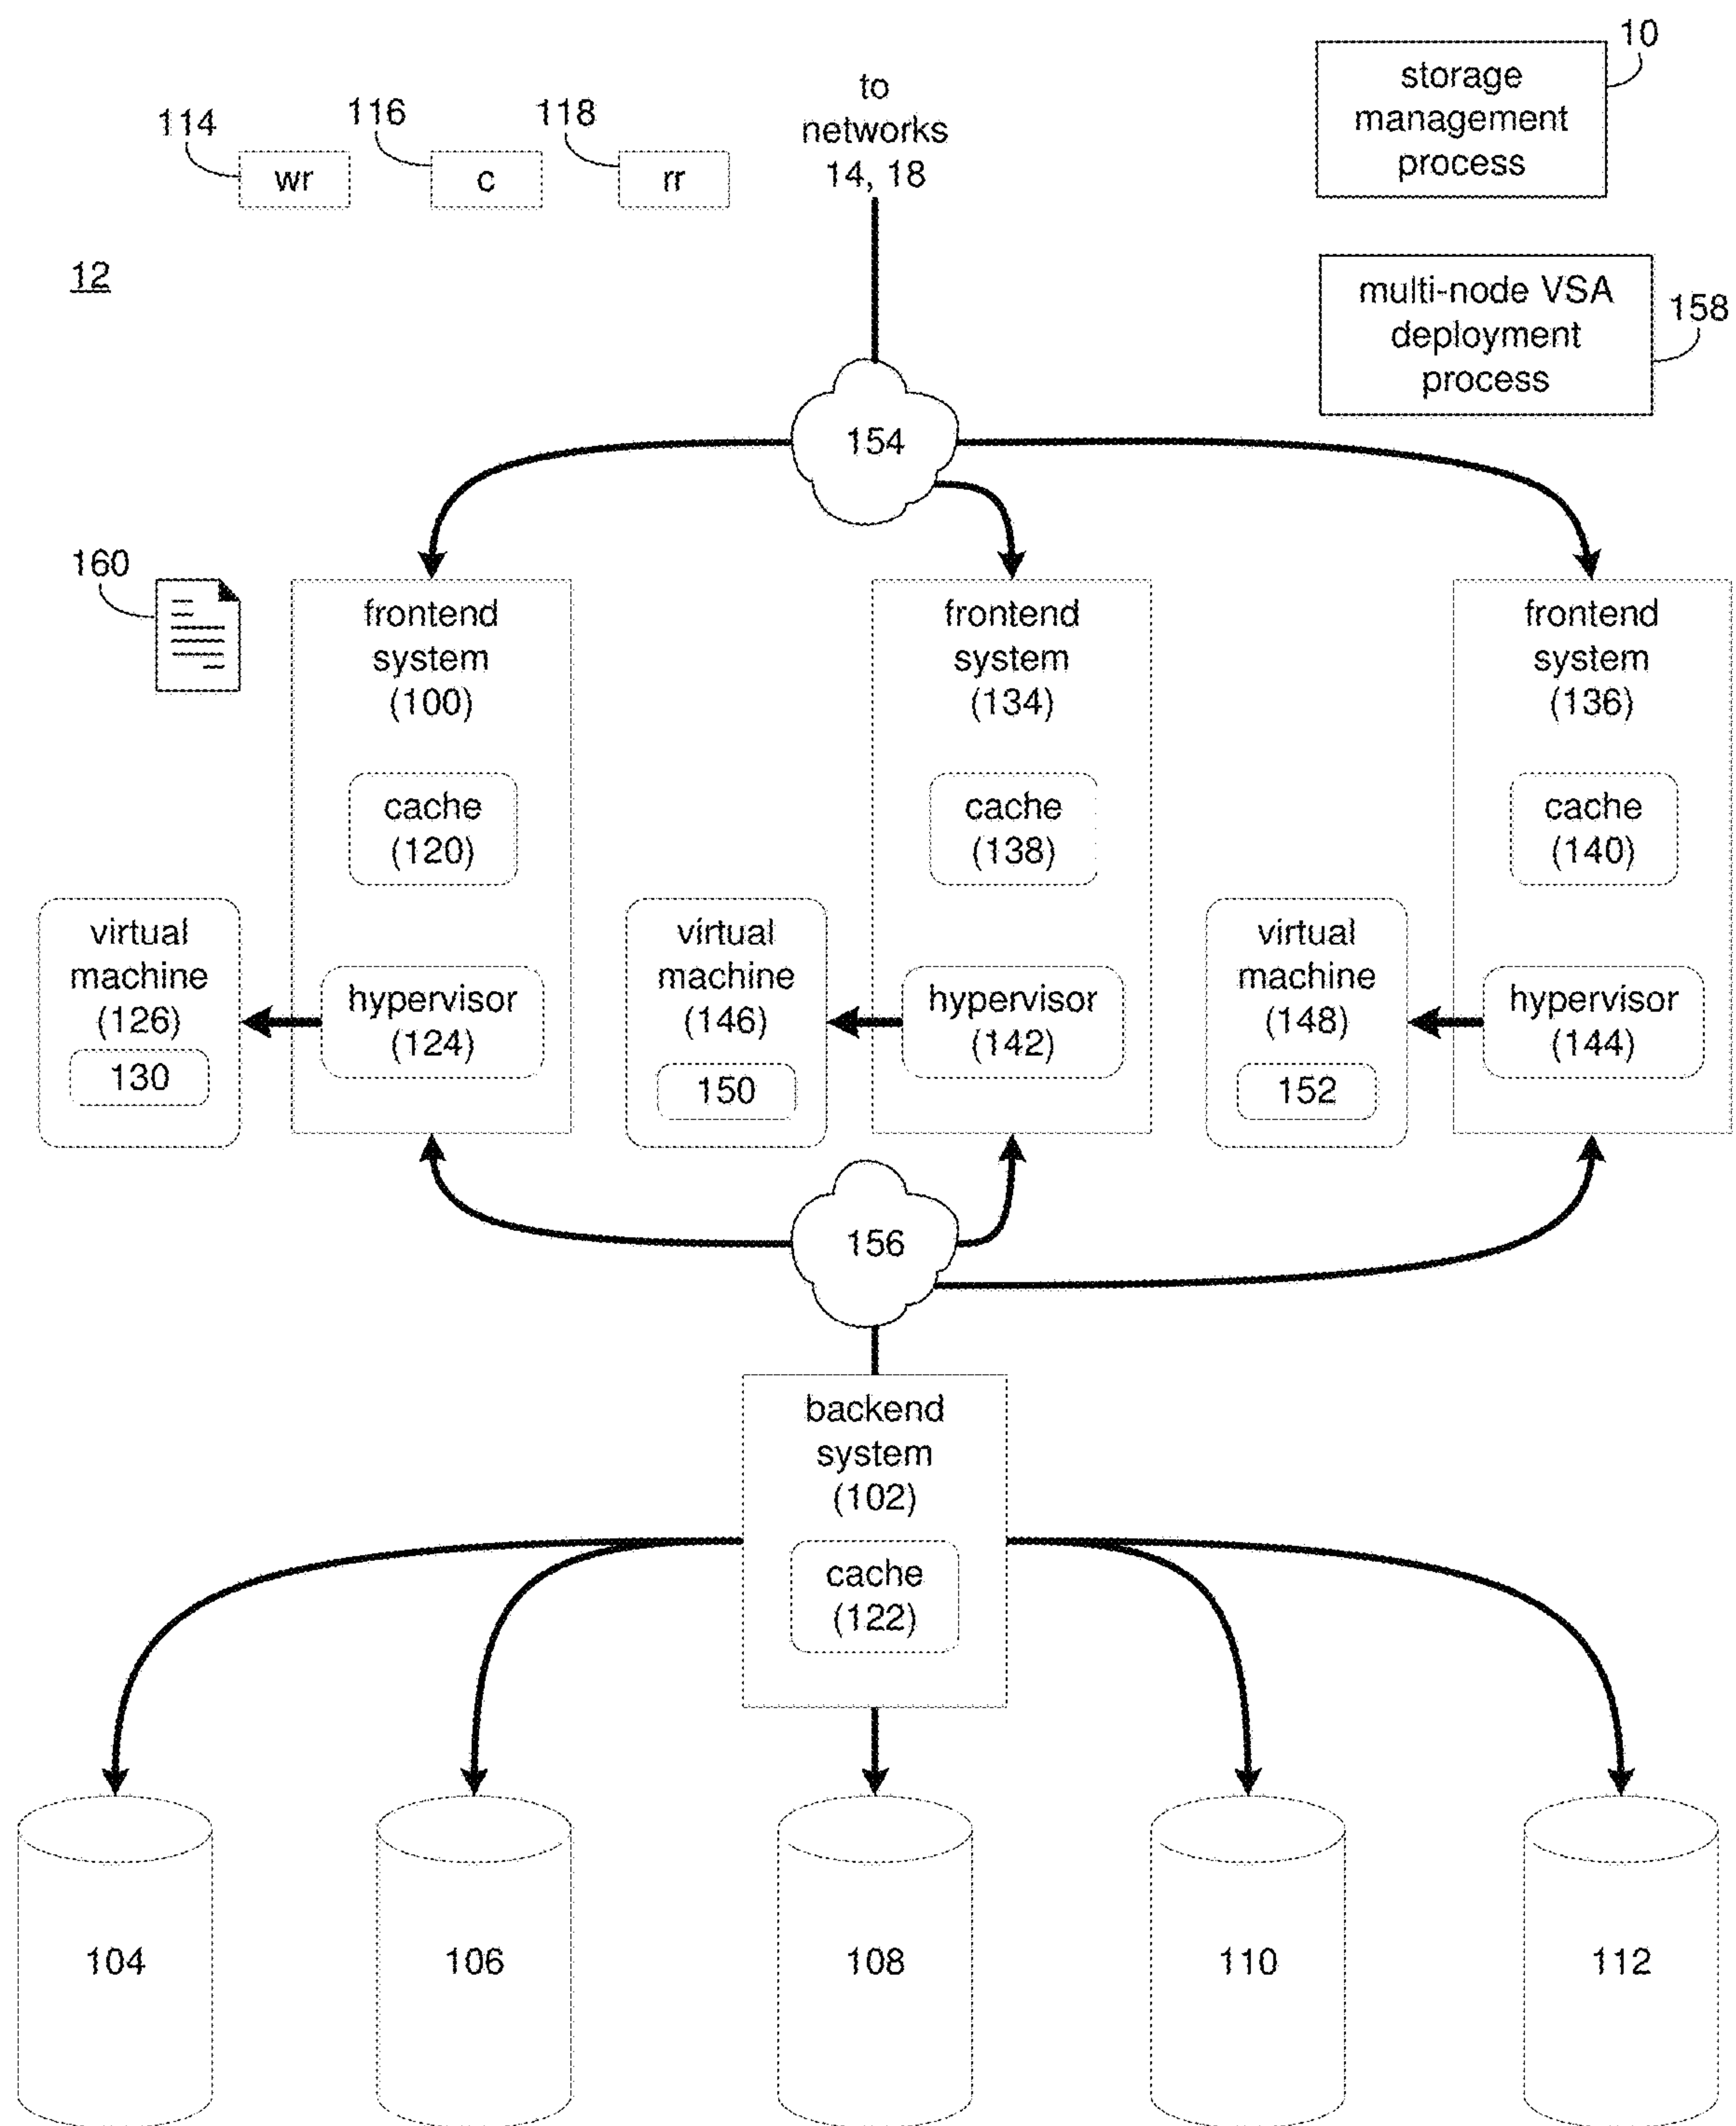 10
storage
management
process
to
networks
14, 18
114
116
118
wr
c
rr
12
multi-node VSA
deployment
process
158
154
160
frontend
system
(100)
cache
(120)
hypervisor
(124)
virtual
machine
(126)
130
frontend
system
(134)
cache
(138)
hypervisor
(142)
virtual
machine
(146)
150
frontend
system
(136)
cache
(140)
hypervisor
(144)
virtual
machine
(148)
152
156
backend
system
(102)
cache
(122)
104
106
108
110
112